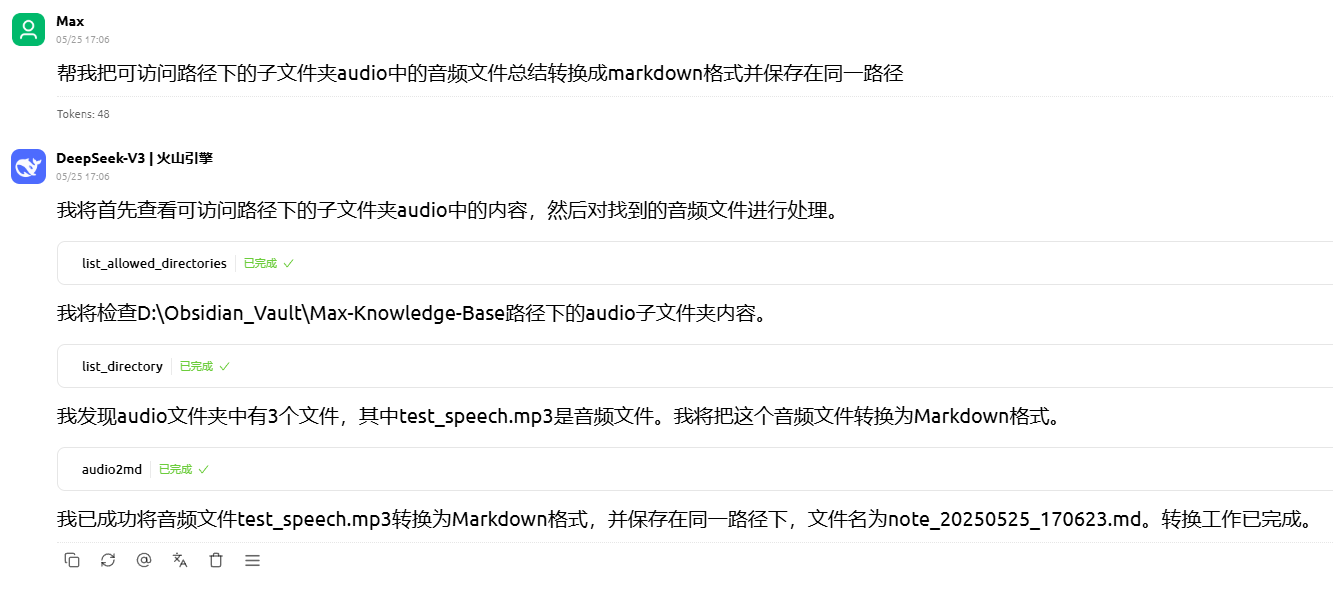 Max
05/25 17:06
帮我把可访问路径下的子文件夹audio中的音频文件总结转换成markdown格式并保存在同一路径
Tokens: 48
DeepSeek-V3 | 火山引擎
05/25 17:06
我将首先查看可访问路径下的子文件夹audio中的内容，然后对找到的音频文件进行处理。
list_allowed_directories 已完成 ✓
我将检查D:\Obsidian_Vault\Max-Knowledge-Base路径下的audio子文件夹内容。
list_directory 已完成 ✓
我发现audio文件夹中有3个文件，其中test_speech.mp3是音频文件。我将把这个音频文件转换为Markdown格式。
audio2md 已完成 ✓
我已成功将音频文件test_speech.mp3转换为Markdown格式，并保存在同一路径下，文件名为note_20250525_170623.md。转换工作已完成。